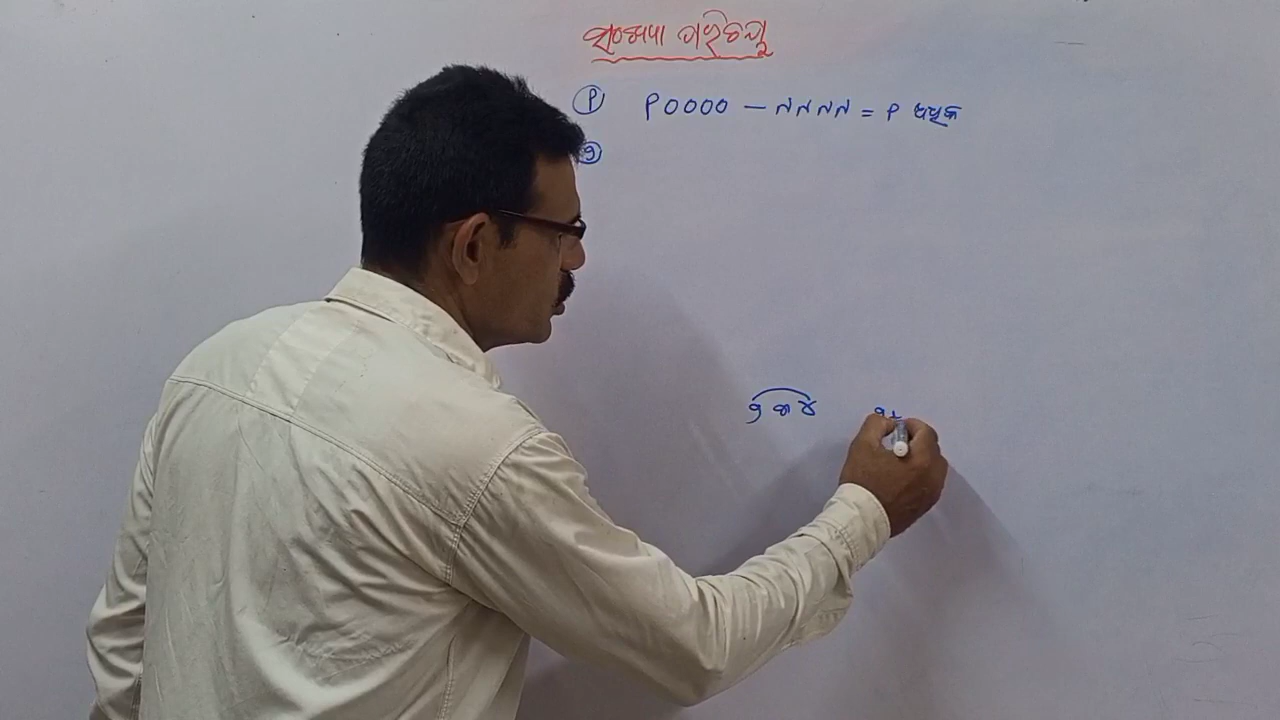 ସଂଖ୍ୟା ପରିଚୟ
୧ ୧୦୦୦୦ — ୯୯୯୯ = ୧ ଅଧିକ
୨